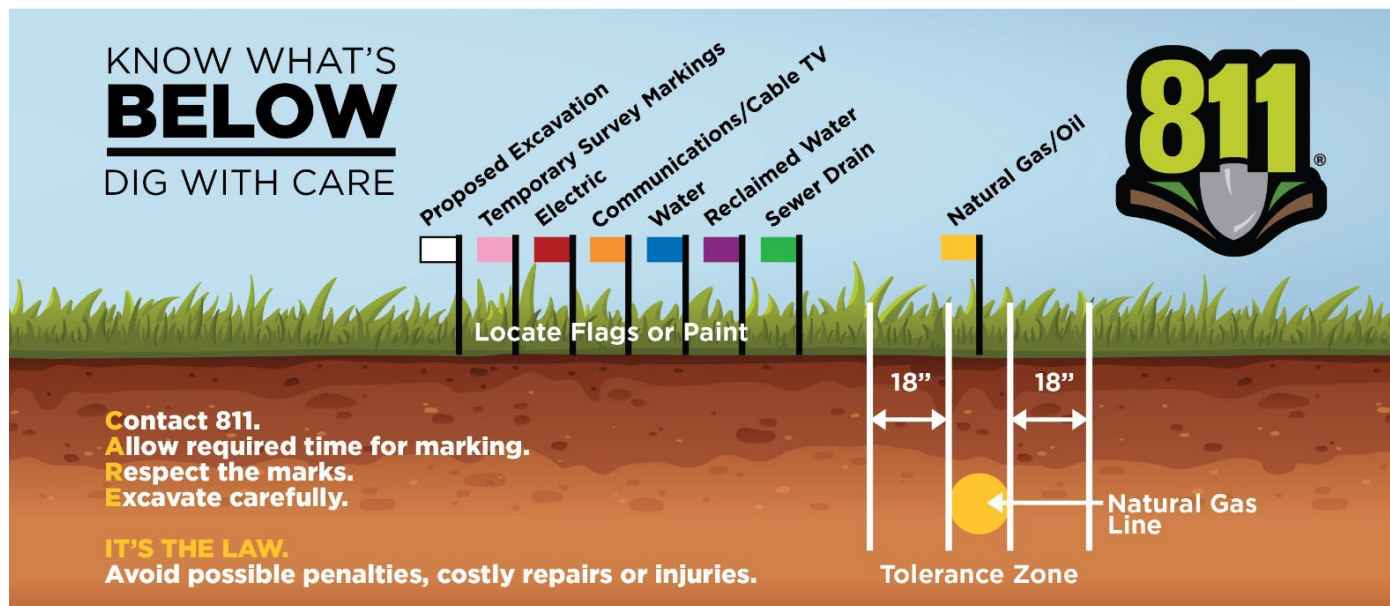 KNOW WHAT'S
BELOW
DIG WITH CARE
Proposed Excavation
Temporary Survey Markings
Electric
Communications/Cable TV
Water
Reclaimed Water
Sewer Drain
Natural Gas/Oil
811
®
Locate Flags or Paint
18”
18”
Contact 811.
Allow required time for marking.
Respect the marks.
Excavate carefully.
Natural Gas
Line
IT'S THE LAW.
Avoid possible penalties, costly repairs or injuries.
Tolerance Zone